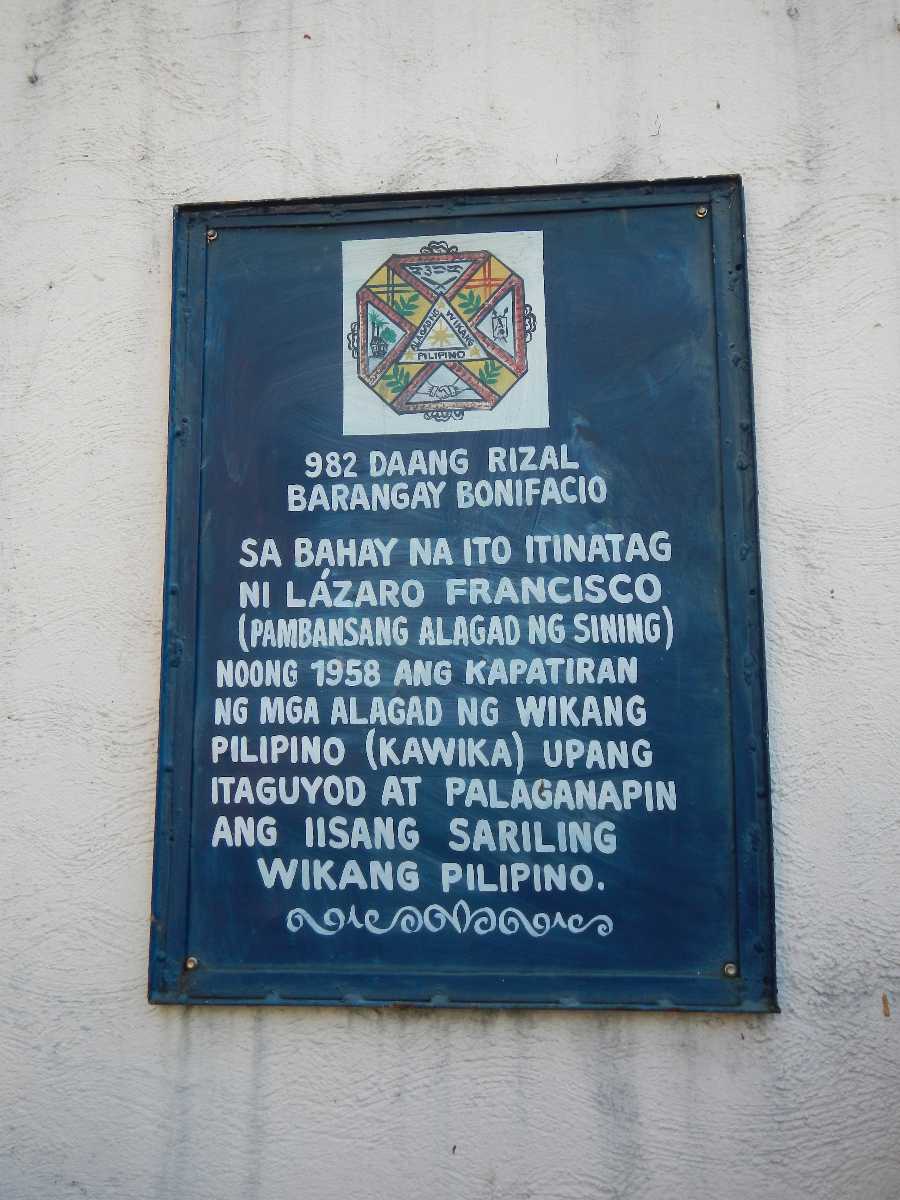 ALAGAD NG WIKANG
PILIPINO
982 DAANG RIZAL
BARANGAY BONIFACIO
SA BAHAY NA ITO ITINATAG
NI LÁZARO FRANCISCO
(PAMBANSANG ALAGAD NG SINING)
NOONG 1958 ANG KAPATIRAN
NG MGA ALAGAD NG WIKANG
PILIPINO (KAWIKA) UPANG
ITAGUYOD AT PALAGANAPIN
ANG IISANG SARILING
WIKANG PILIPINO.